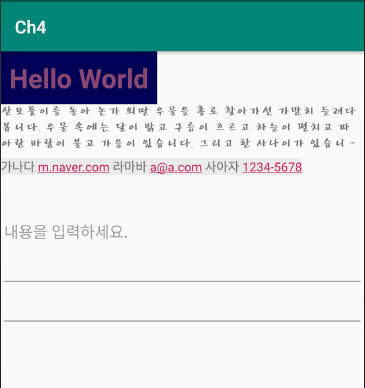 Ch4
Hello World
산모퉁이를 돌아 논가 외딴 우물을 홀로 찾아가선 가만히 들여다
봅니다. 우물 속에는 달이 밝고 구름이 흐르고 하늘이 펼치고 파
아란 바람이 불고 가을이 있습니다. 그리고 한 사나이가 있습니…
가나다 m.naver.com 라마바 a@a.com 사아자 1234-5678
내용을 입력하세요.